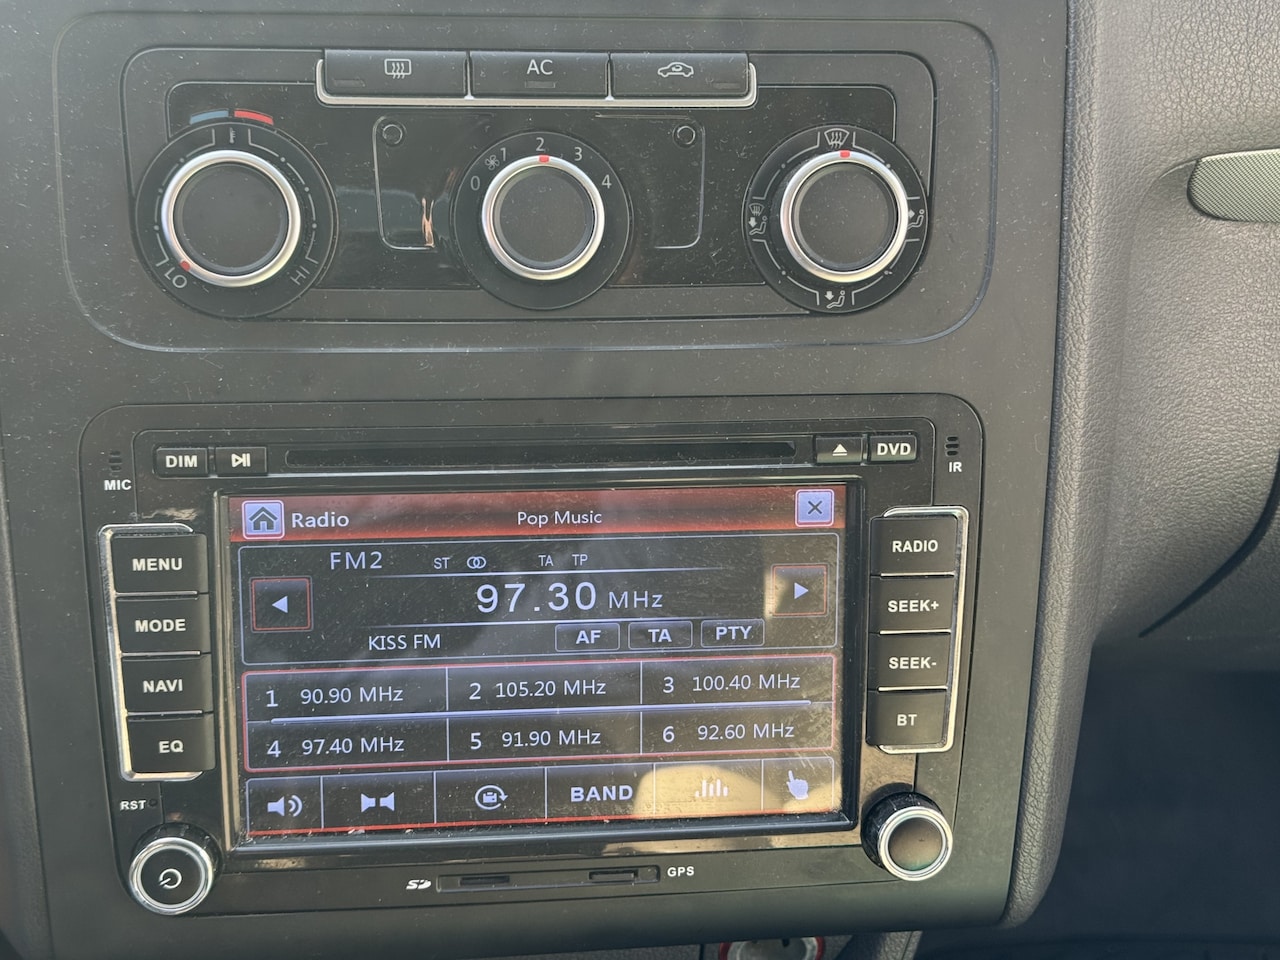 AC
0 1 2 3 4
LO HI
DIM
DVD
MIC
IR
Radio Pop Music
FM2 ST TA TP
97.30 MHz
KISS FM AF TA PTY
1 90.90 MHz 2 105.20 MHz 3 100.40 MHz
4 97.40 MHz 5 91.90 MHz 6 92.60 MHz
BAND
MENU
MODE
NAVI
EQ
RADIO
SEEK+
SEEK-
BT
RST
SD
GPS